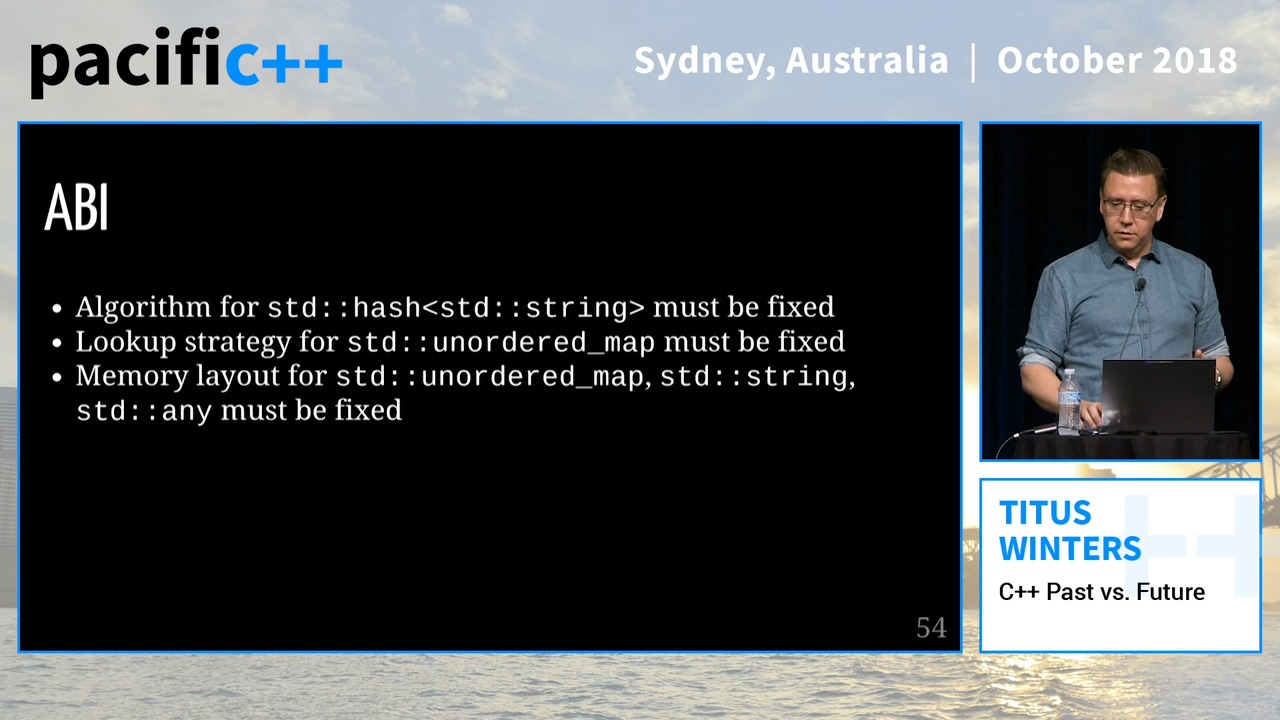 pacific++
Sydney, Australia | October 2018
ABI
• Algorithm for std::hash<std::string> must be fixed
• Lookup strategy for std::unordered_map must be fixed
• Memory layout for std::unordered_map, std::string,
std::any must be fixed
54
TITUS
WINTERS
C++ Past vs. Future